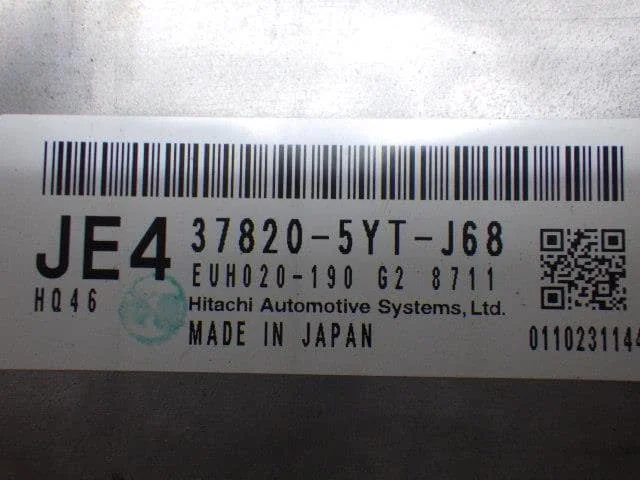 JE4 37820-5YT-J68
EUH020-190 G2 8711
HQ46
Hitachi Automotive Systems, Ltd.
MADE IN JAPAN
0110231144